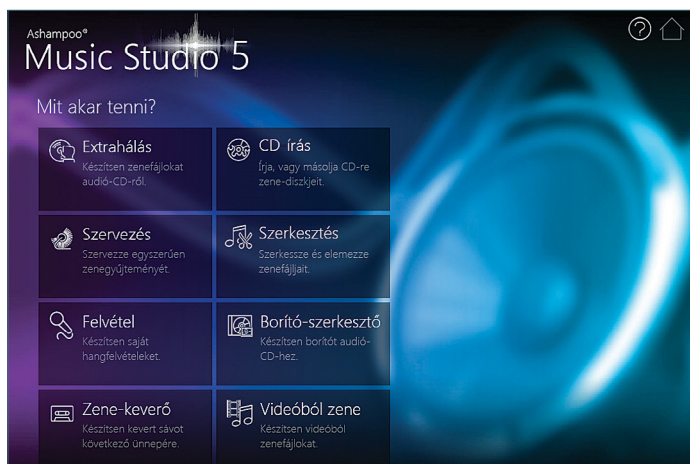 Ashampoo®
Music Studio 5
Mit akar tenni?
Extrahálás
Készítsen zenefájlokat
audió-CD-ről.
CD írás
Írja, vagy másolja CD-re
zene-diszkjeit.
Szervezés
Szervezze egyszerűen
zenegyűjteményét.
Szerkesztés
Szerkessze és elemezze
zenefájljait.
Felvétel
Készítsen saját
hangfelvételeket.
Borító-szerkesztő
Készítsen borítót audió-
CD-hez.
Zene-keverő
Készítsen kevert sávot
következő ünnepére.
Videóból zene
Készítsen videóból
zenefájlokat.